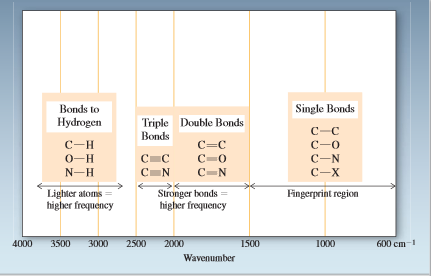 Bonds to
Hydrogen
C—H
O—H
N—H
Triple
Bonds
C≡C
C≡N
Double Bonds
C=C
C=O
C=N
Single Bonds
C—C
C—O
C—N
C—X
Lighter atoms =
higher frequency
Stronger bonds =
higher frequency
Fingerprint region
4000 3500 3000 2500 2000 1500 1000 600 cm⁻¹
Wavenumber